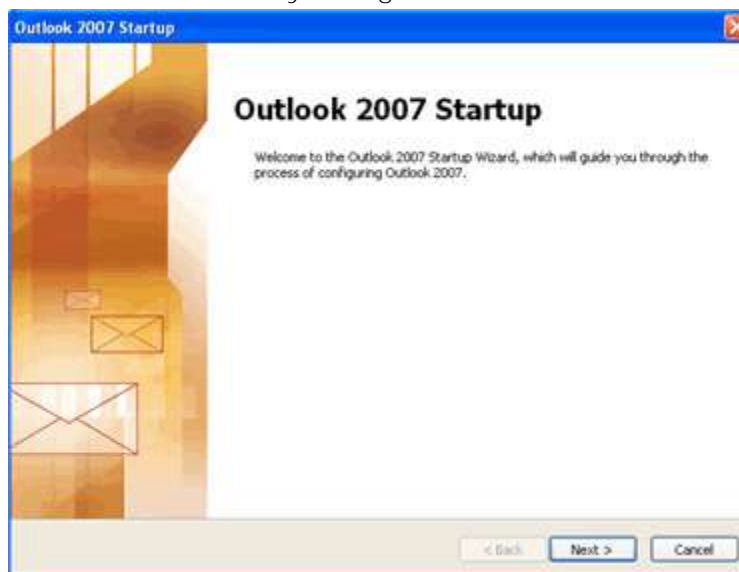 Outlook 2007 Startup
Outlook 2007 Startup
Welcome to the Outlook 2007 Startup Wizard, which will guide you through the
process of configuring Outlook 2007.
< Back Next > Cancel